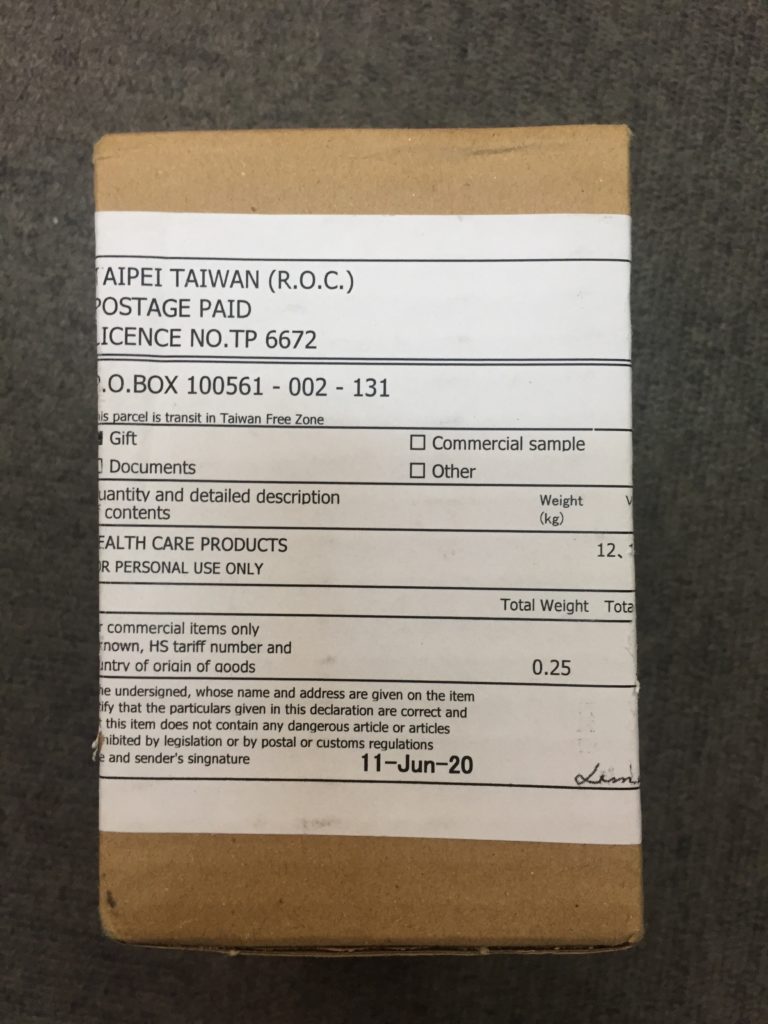 AIPEI TAIWAN (R.O.C.)
POSTAGE PAID
LICENCE NO.TP 6672
P.O.BOX 100561 - 002 - 131
is parcel is transit in Taiwan Free Zone
Gift
☐ Commercial sample
Documents
☐ Other
uantity and detailed description
contents
Weight
(kg)
EALTH CARE PRODUCTS
12、
OR PERSONAL USE ONLY
Total Weight Tota
r commercial items only
nown, HS tariff number and
untry of origin of goods
0.25
he undersigned, whose name and address are given on the item
tify that the particulars given in this declaration are correct and
this item does not contain any dangerous article or articles
hibited by legislation or by postal or customs regulations
e and sender's singnature
11-Jun-20